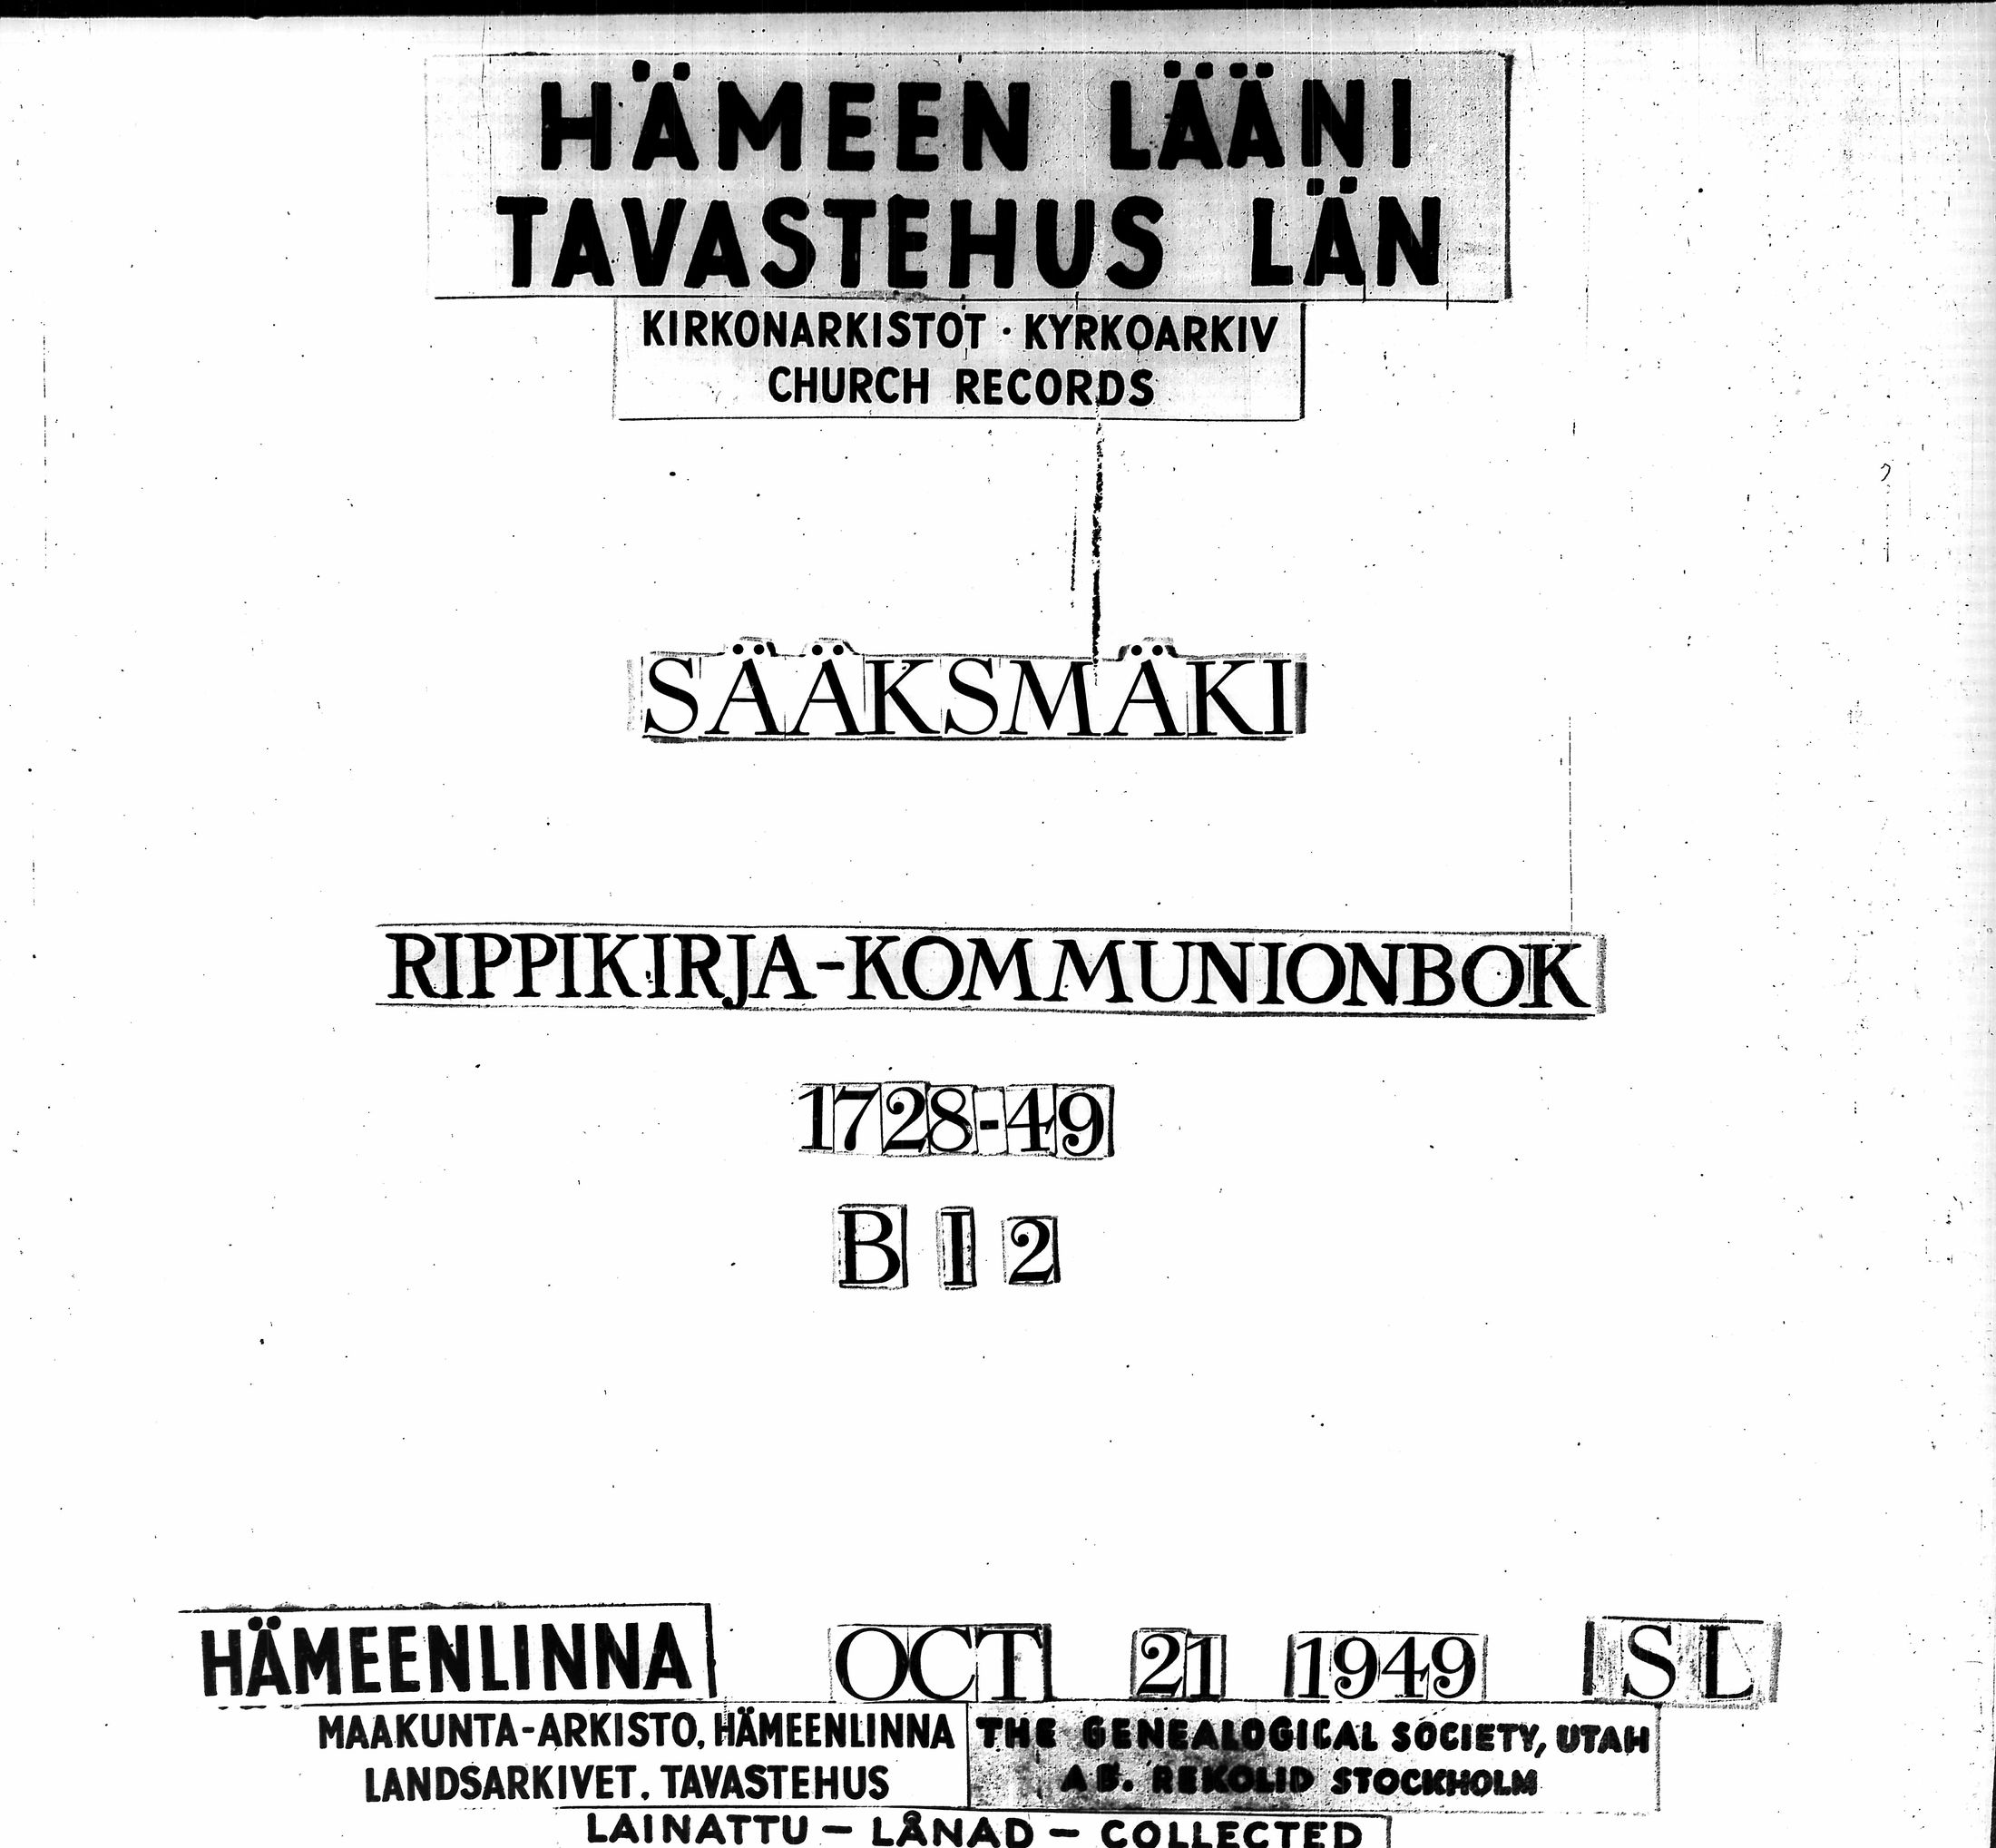 HÄMEEN LÄÄNI
TAVASTEHUS LÄN
KIRKONARKISTOT · KYRKOARKIV
CHURCH RECORDS
SÄÄKSMÄKI
RIPPIKIRJA-KOMMUNIONBOK
1728-49
B I 2
HÄMEENLINNA OCT 21 1949 SL
MAAKUNTA-ARKISTO, HÄMEENLINNA
LANDSARKIVET. TAVASTEHUS
THE GENEALOGICAL SOCIETY, UTAH
AB. REKOLID STOCKHOLM
LAINATTU – LÅNAD – COLLECTED